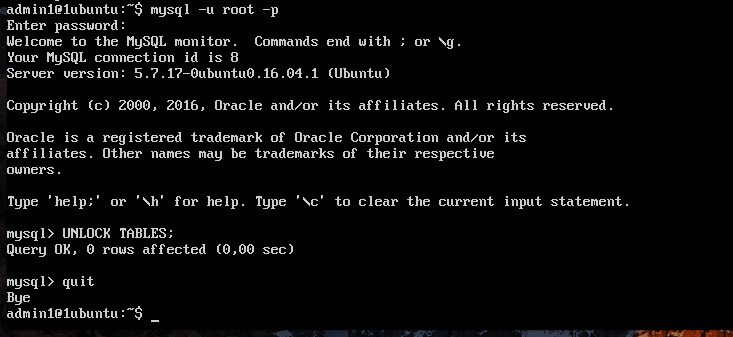 admin1@1ubuntu:~$ mysql -u root -p
Enter password:
Welcome to the MySQL monitor.  Commands end with ; or \g.
Your MySQL connection id is 8
Server version: 5.7.17-0ubuntu0.16.04.1 (Ubuntu)

Copyright (c) 2000, 2016, Oracle and/or its affiliates. All rights reserved.

Oracle is a registered trademark of Oracle Corporation and/or its
affiliates. Other names may be trademarks of their respective
owners.

Type 'help;' or '\h' for help. Type '\c' to clear the current input statement.

mysql> UNLOCK TABLES;
Query OK, 0 rows affected (0,00 sec)

mysql> quit
Bye
admin1@1ubuntu:~$ _